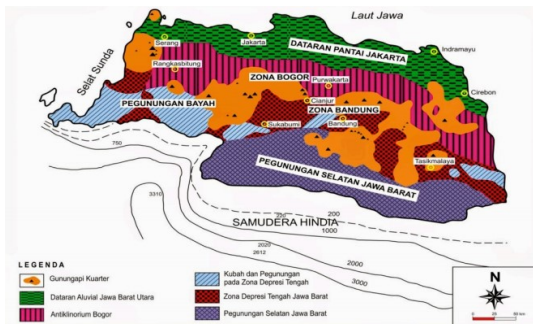 Laut Jawa
Selat Sunda
Serang
Jakarta
DATARAN PANTAI JAKARTA
Indramayu
Rangkasbitung
ZONA BOGOR
Purwakarta
Cirebon
PEGUNUNGAN BAYAH
Cianjur
ZONA BANDUNG
Sukabumi
Bandung
Tasikmalaya
PEGUNUNGAN SELATAN JAWA BARAT
750
3310
SAMUDERA HINDIA
200
1000
2020
2612
2000
3000
LEGENDA
Gunungapi Kuarter
Dataran Aluvial Jawa Barat Utara
Antiklinorium Bogor
Kubah dan Pegunungan
pada Zona Depresi Tengah
Zona Depresi Tengah Jawa Barat
Pegunungan Selatan Jawa Barat
N